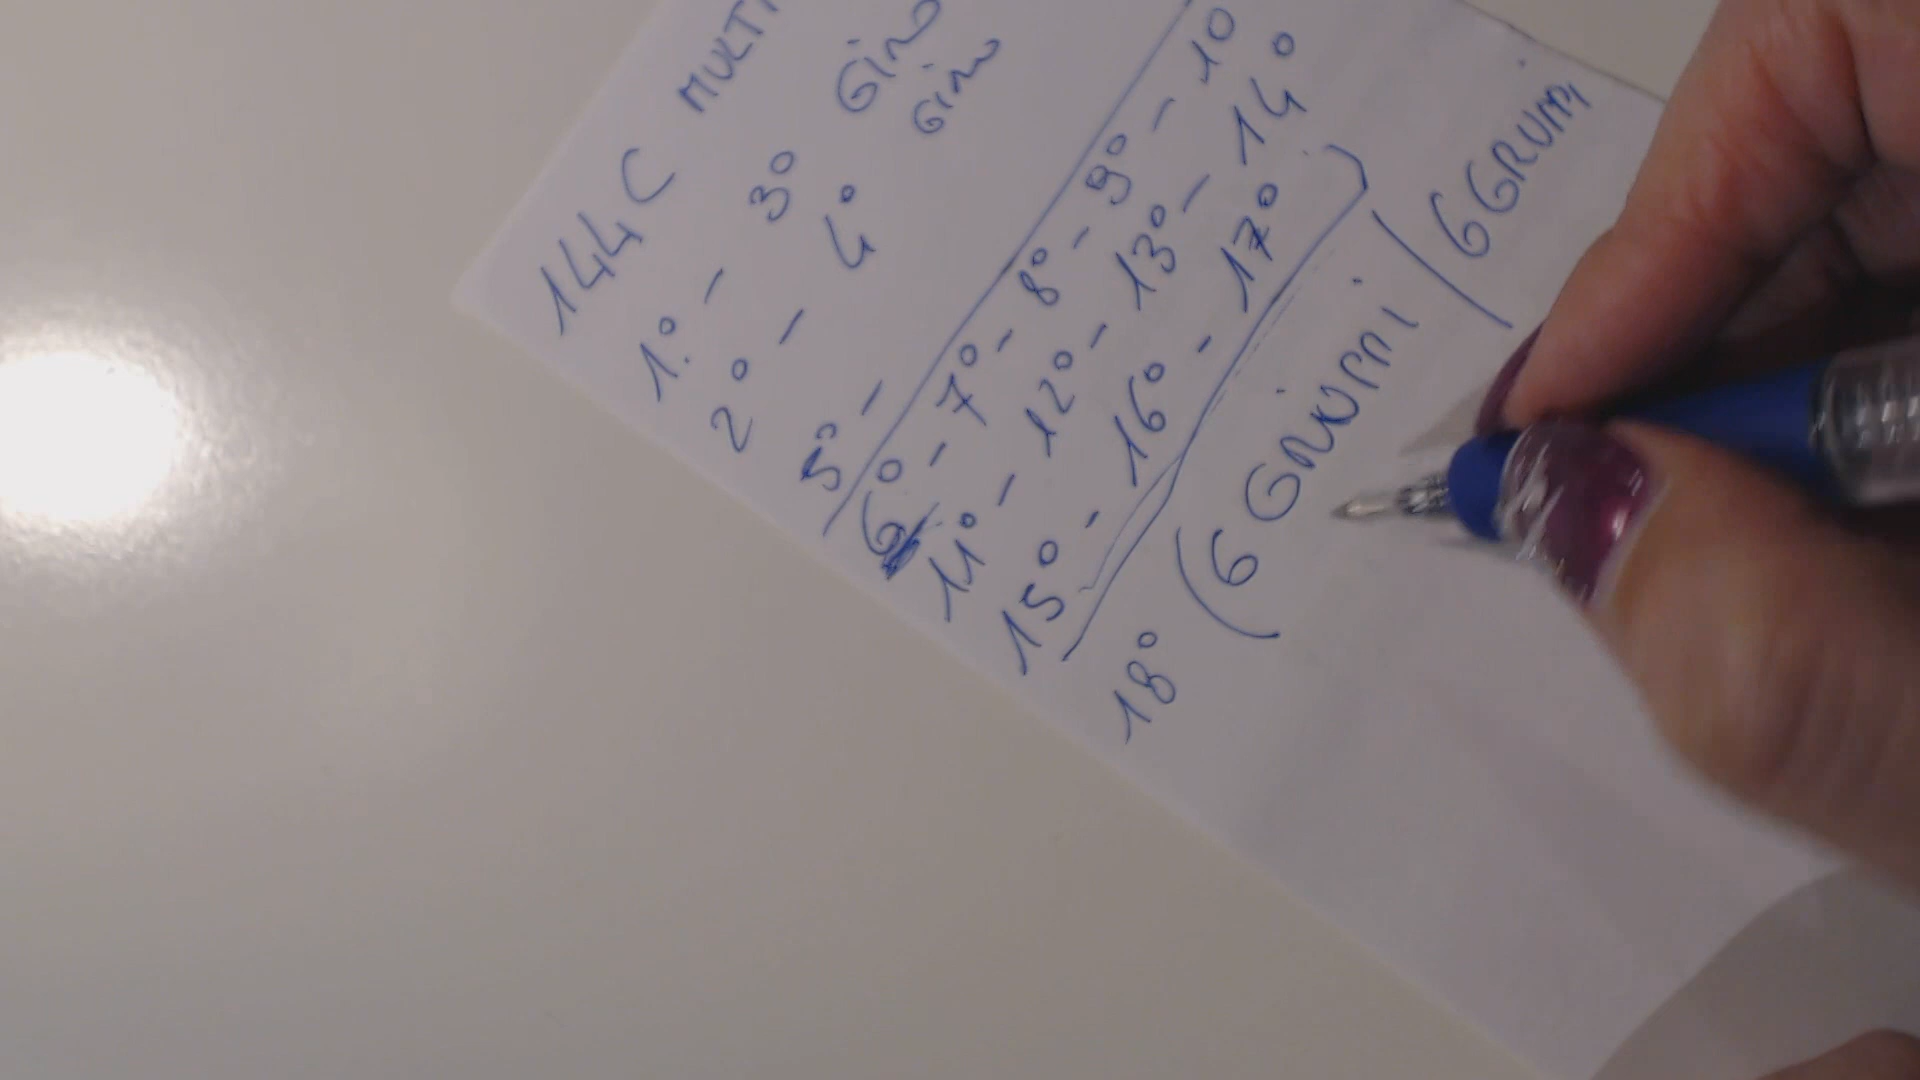 144C MULTI
1° - 3° Giro
2° - 4° Giro
5° -
6° - 7° - 8° - 9° - 10
11° - 12° - 13° - 14°
15° - 16° - 17°
18° (6 GRUPPI / 6 GRUPPI